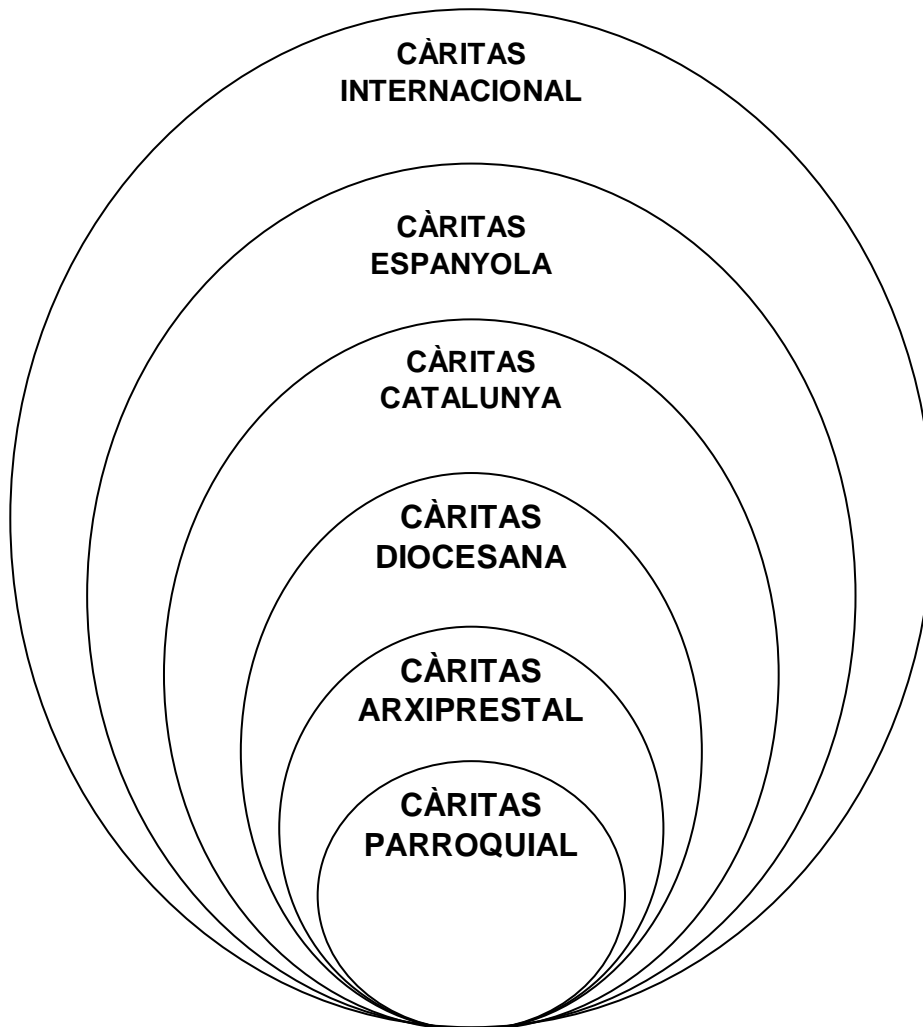 CÀRITAS
INTERNACIONAL
CÀRITAS
ESPANYOLA
CÀRITAS
CATALUNYA
CÀRITAS
DIOCESANA
CÀRITAS
ARXIPRESTAL
CÀRITAS
PARROQUIAL